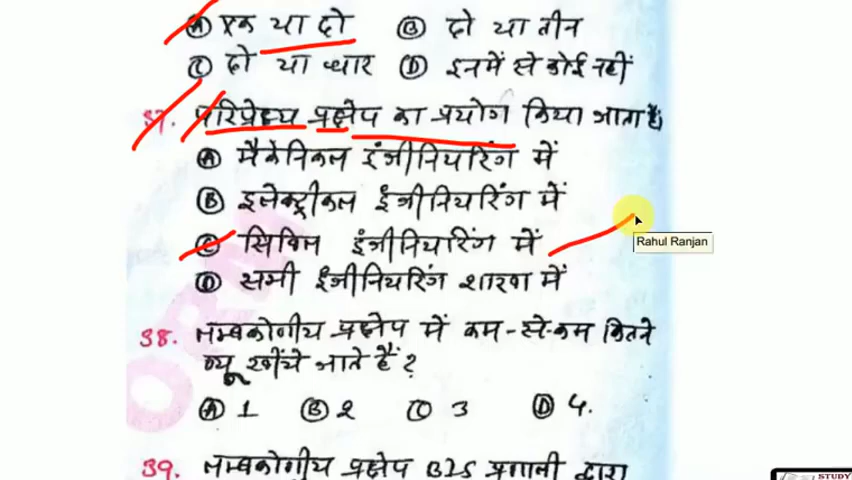 Ⓐ एक या दो Ⓑ दो या तीन
Ⓒ दो या चार Ⓓ इनमें से कोई नहीं
37. परिप्रेक्ष्य प्रक्षेप का प्रयोग किया जाता है।
Ⓐ मैकेनिकल इंजीनियरिंग में
Ⓑ इलेक्ट्रीकल इंजीनियरिंग में
Ⓒ सिविल इंजीनियरिंग में
Rahul Ranjan
Ⓓ सभी इंजीनियरिंग शाखा में
38. लम्बकोणीय प्रक्षेप में कम-से-कम कितने
व्यू खींचे जाते हैं?
Ⓐ 1 Ⓑ 2 Ⓒ 3 Ⓓ 4.
39. लम्बकोणीय प्रक्षेप BIS प्रणाली द्वारा
STUDY